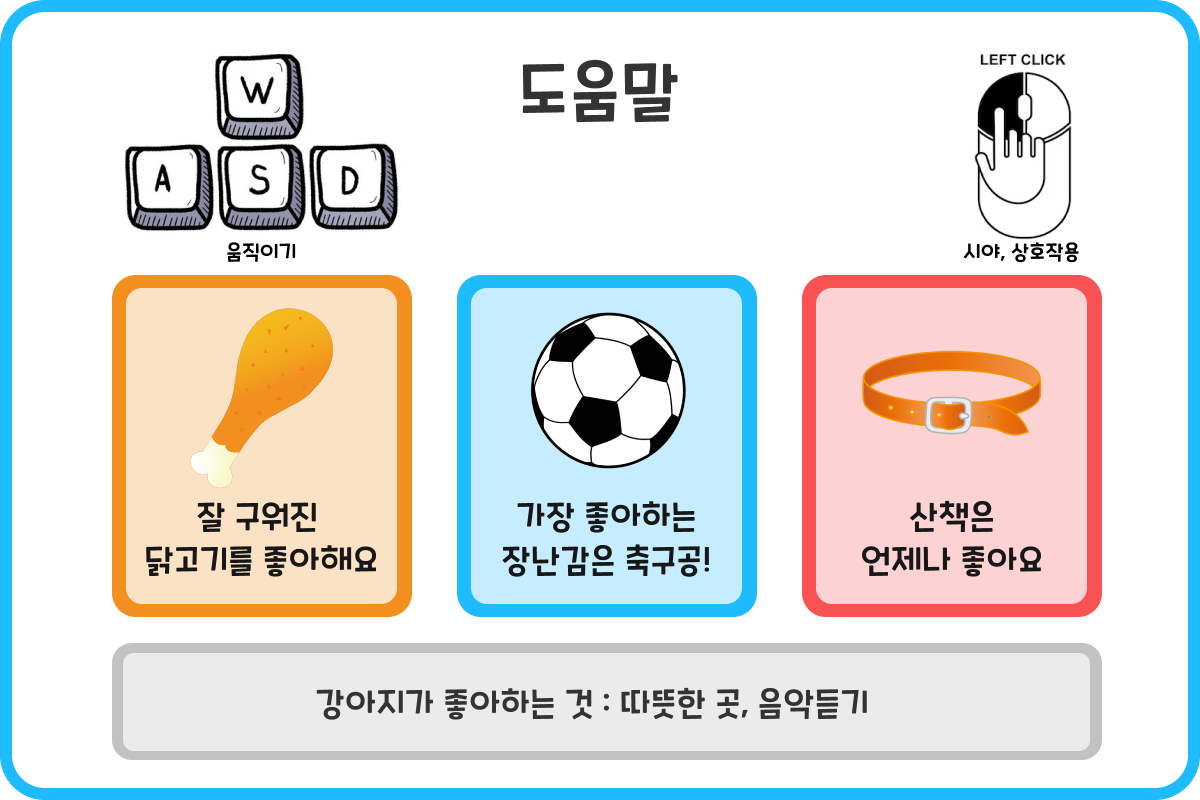 도움말
W
A
S
D
움직이기
LEFT CLICK
시야, 상호작용
잘 구워진
닭고기를 좋아해요
가장 좋아하는
장난감은 축구공!
산책은
언제나 좋아요
강아지가 좋아하는 것 : 따뜻한 곳, 음악듣기